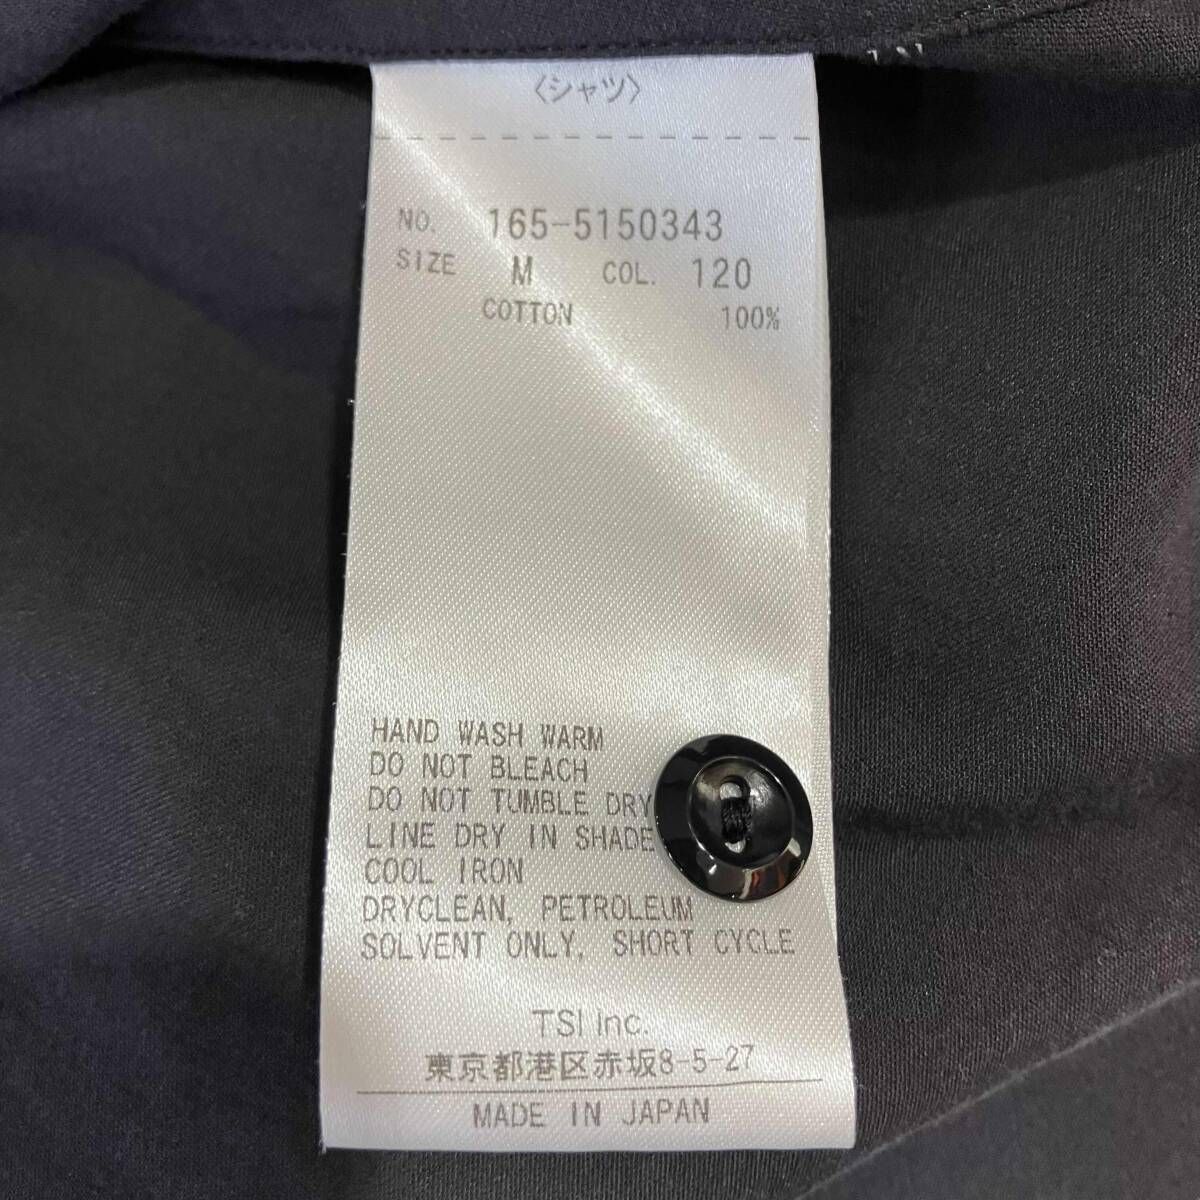 〈シャツ〉
NO. 165-5150343
SIZE M COL. 120
COTTON 100%
HAND WASH WARM
DO NOT BLEACH
DO NOT TUMBLE DRY
LINE DRY IN SHADE
COOL IRON
DRYCLEAN, PETROLEUM
SOLVENT ONLY, SHORT CYCLE
TSI Inc.
東京都港区赤坂8-5-27
MADE IN JAPAN